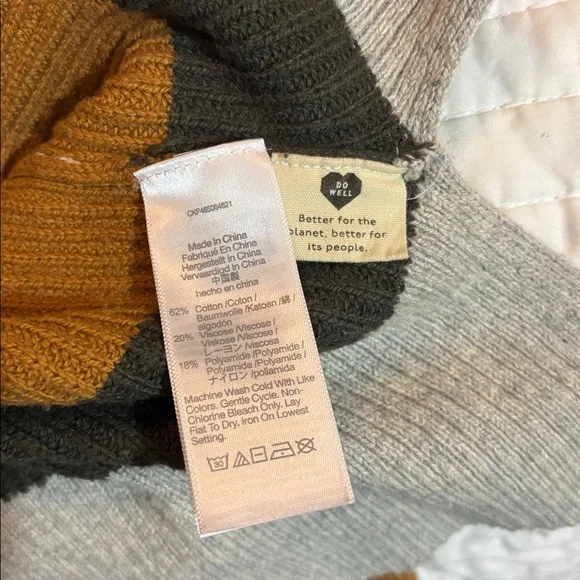 CKP46S064621
Made In China
Fabriqué En Chine
Hergestellt In China
Vervaardigd In China
中国製
hecho en china
62% Cotton /Coton/
Baumwolle /Katoen /綿 /
algodón
20% Viscose /Viscose/
Viskose /Viscose /
レーヨン /viscosa
18% Polyamide /Polyamide/
Polyamid /Polyamide /
ナイロン /poliamida
Machine Wash Cold With Like
Colors. Gentle Cycle. Non-
Chlorine Bleach Only. Lay
Flat To Dry. Iron On Lowest
Setting.
30
DO
WELL
Better for the
planet, better for
its people.